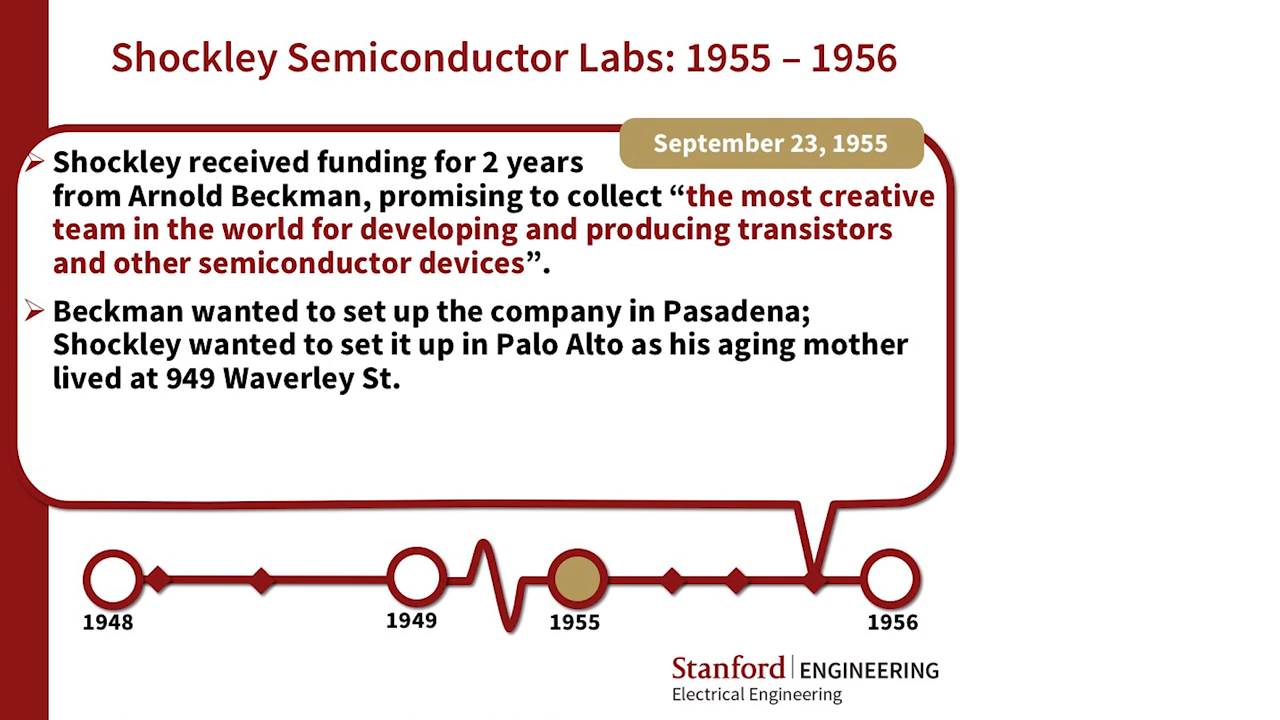 Shockley Semiconductor Labs: 1955 – 1956
September 23, 1955
Shockley received funding for 2 years
from Arnold Beckman, promising to collect “the most creative
team in the world for developing and producing transistors
and other semiconductor devices”.
Beckman wanted to set up the company in Pasadena;
Shockley wanted to set it up in Palo Alto as his aging mother
lived at 949 Waverley St.
1948
1949
1955
1956
Stanford | ENGINEERING
Electrical Engineering